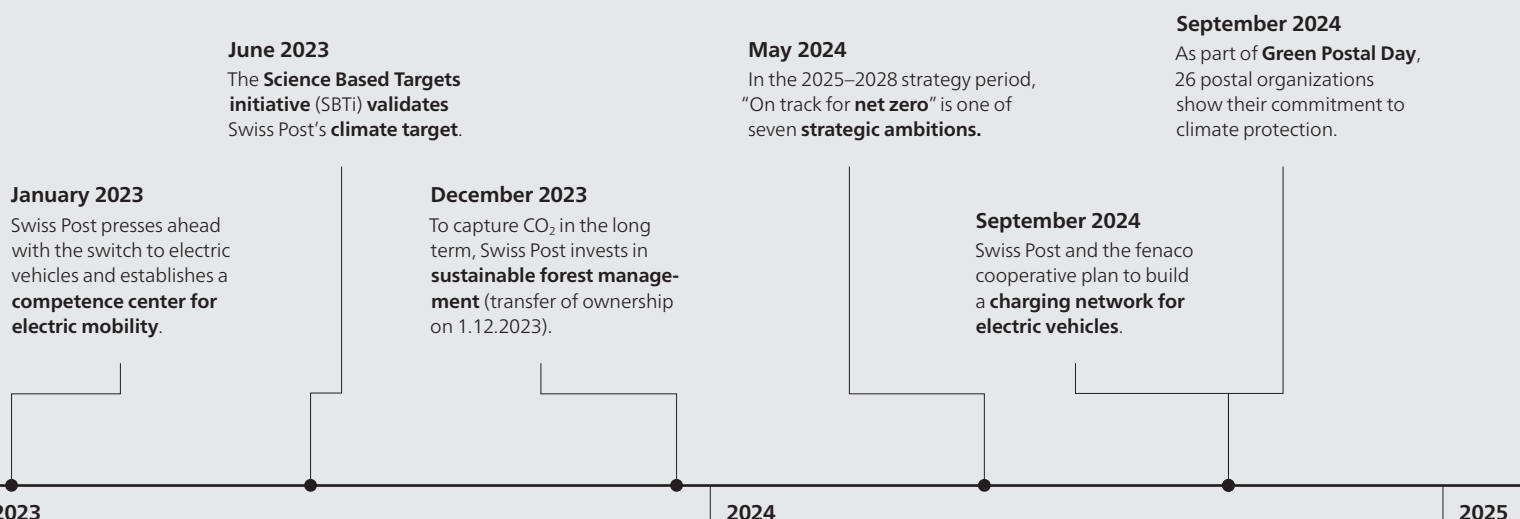 January 2023
Swiss Post presses ahead
with the switch to electric
vehicles and establishes a
competence center for
electric mobility.
June 2023
The Science Based Targets
initiative (SBTi) validates
Swiss Post’s climate target.
December 2023
To capture CO₂ in the long
term, Swiss Post invests in
sustainable forest manage-
ment (transfer of ownership
on 1.12.2023).
May 2024
In the 2025–2028 strategy period,
“On track for net zero” is one of
seven strategic ambitions.
September 2024
Swiss Post and the fenaco
cooperative plan to build
a charging network for
electric vehicles.
September 2024
As part of Green Postal Day,
26 postal organizations
show their commitment to
climate protection.
2023
2024
2025